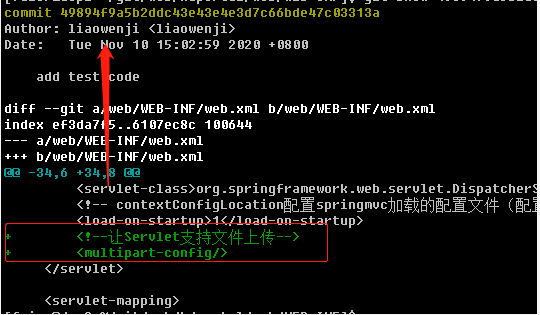 commit 49894f9a5b2ddc43e43e4e3d7c66bde47c03313a
Author: liaowenji <liaowenji>
Date:   Tue Nov 10 15:02:59 2020 +0800
    add test code
diff --git a/web/WEB-INF/web.xml b/web/WEB-INF/web.xml
index ef3da7f5..6107ec8c 100644
--- a/web/WEB-INF/web.xml
+++ b/web/WEB-INF/web.xml
@@ -34,6 +34,8 @@
        <servlet-class>org.springframework.web.servlet.DispatcherS
        <!-- contextConfigLocation配置springmvc加载的配置文件（配
        <load-on-startup>1</load-on-startup>
+       <!--让Servlet支持文件上传-->
+       <multipart-config/>
    </servlet>
    <servlet-mapping>